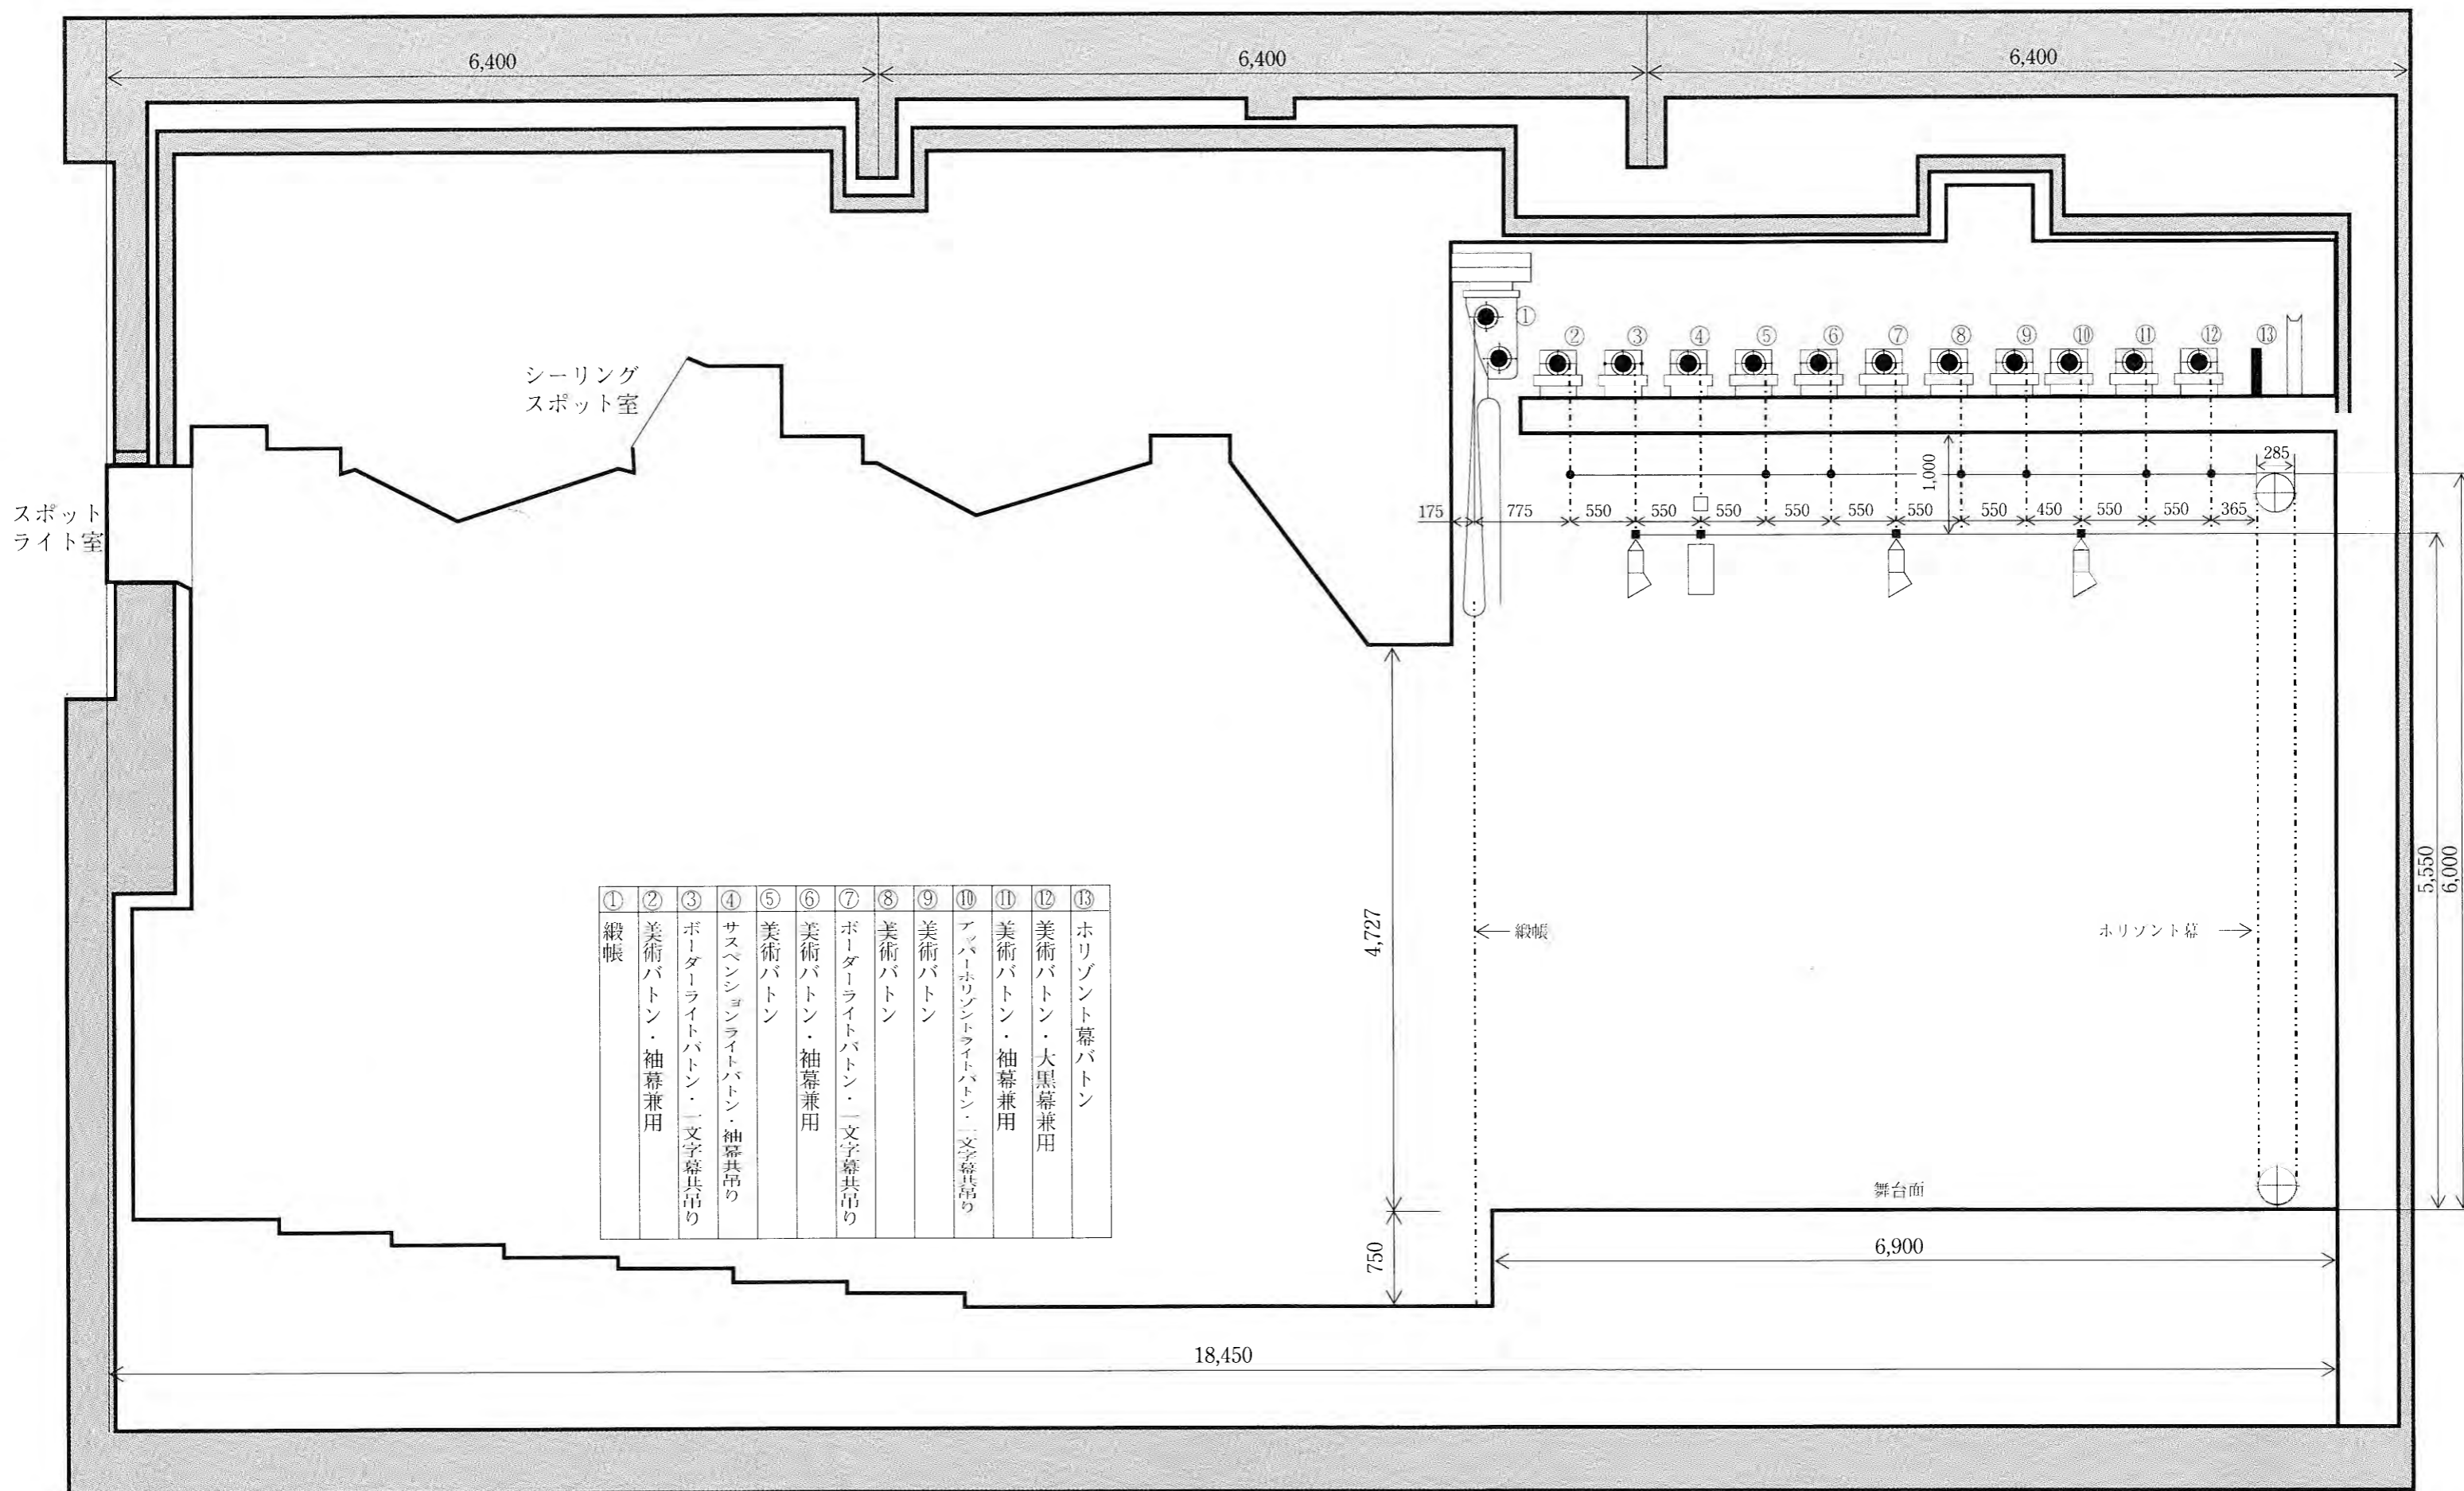 6,400
6,400
6,400
シーリング
スポット室
スポット
ライト室
①
②
③
④
⑤
⑥
⑦
⑧
⑨
⑩
⑪
⑫
⑬
1,000
285
175
775
550
550
550
550
550
550
550
450
550
550
365
① 緞帳
② 美術バトン・袖幕兼用
③ ボーダーライトバトン・一文字幕共吊り
④ サスペンションライトバトン・袖幕共吊り
⑤ 美術バトン
⑥ 美術バトン・袖幕兼用
⑦ ボーダーライトバトン・一文字幕共吊り
⑧ 美術バトン
⑨ 美術バトン
⑩ アッパーホリゾントライトバトン・一文字幕共吊り
⑪ 美術バトン・袖幕兼用
⑫ 美術バトン・大黒幕兼用
⑬ ホリゾント幕バトン
4,727
緞帳
ホリゾント幕
5,550
6,000
舞台面
750
6,900
18,450